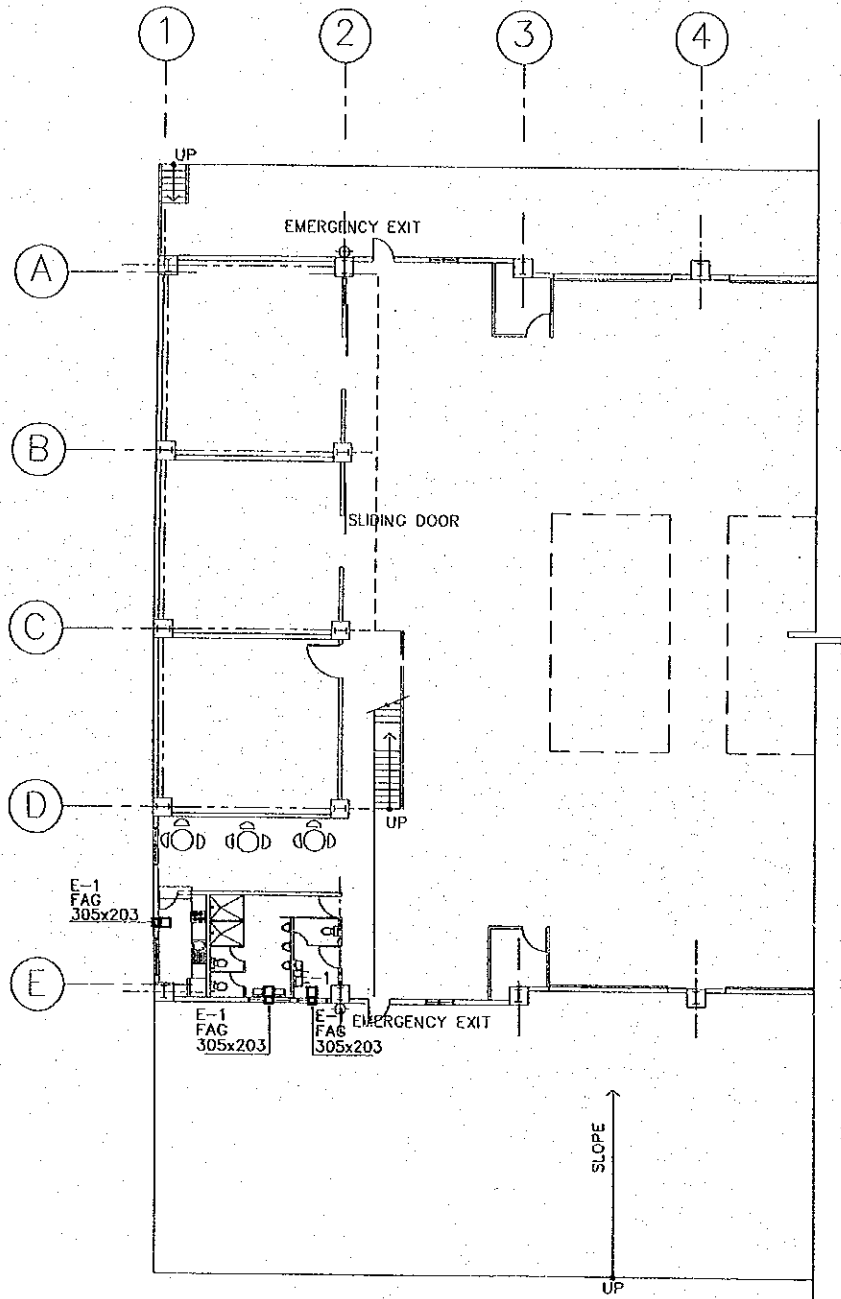 1
2
3
4
UP
EMERGENCY EXIT
A
B
SLIDING DOOR
C
D
UP
E-1
FAG
305x203
E
E-1
FAG
305x203
FAG
305x203
EMERGENCY EXIT
SLOPE
UP